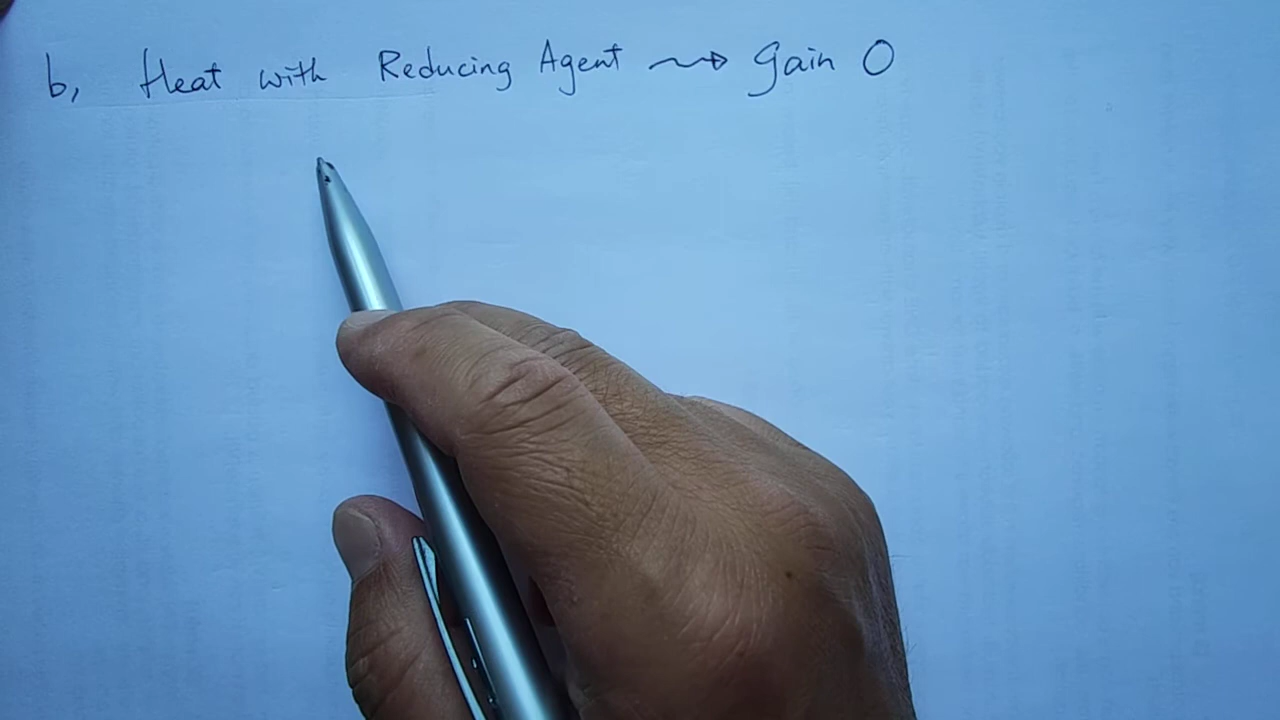 b, Heat with Reducing Agent ⇝ Gain O